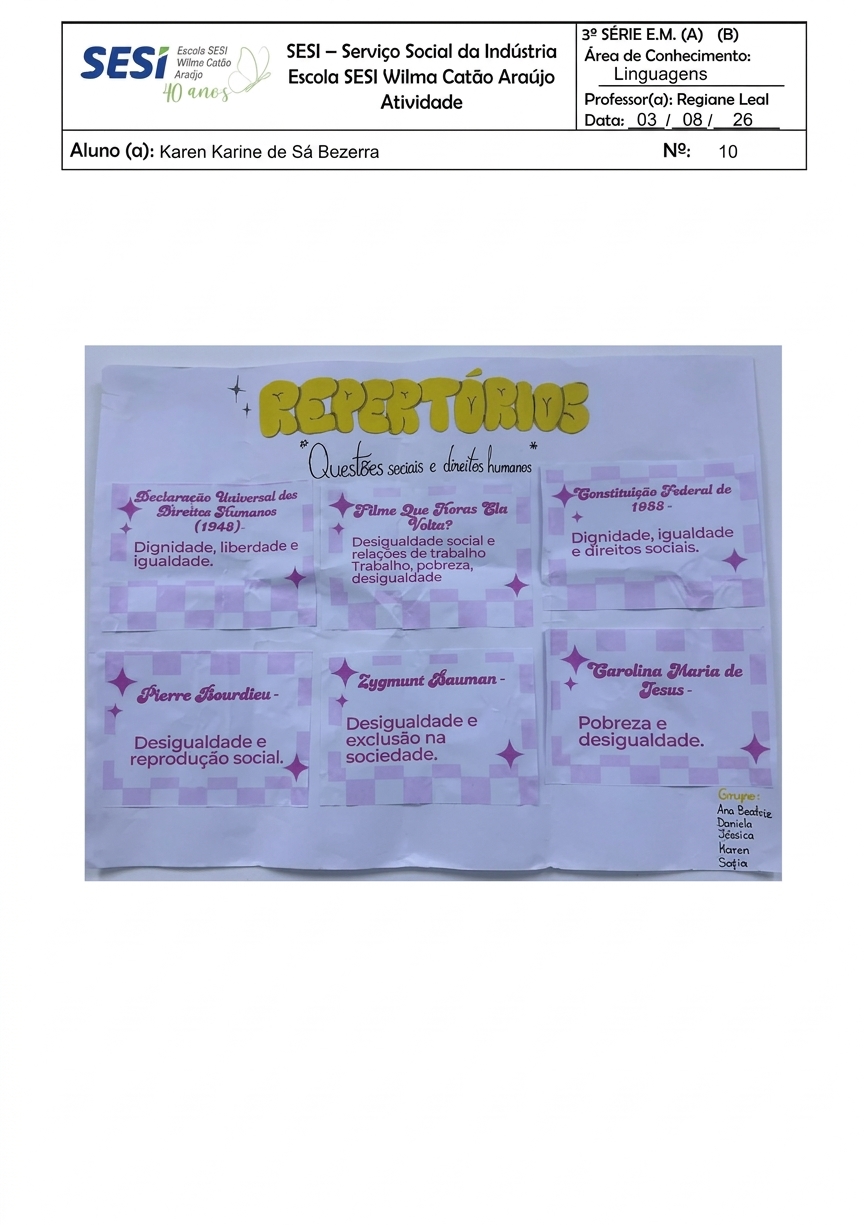 SESI Escola SESI
Wilma Catão
Araújo
40 anos
SESI – Serviço Social da Indústria
Escola SESI Wilma Catão Araújo
Atividade
3º SÉRIE E.M. (A) (B)
Área de Conhecimento:
Linguagens
Professor(a): Regiane Leal
Data: 03 / 08 / 26
Aluno (a): Karen Karine de Sá Bezerra Nº: 10
REPERTÓRIOS
"Questões sociais e direitos humanos"
Declaração Universal dos
Direitos Humanos
(1948)-
Dignidade, liberdade e
igualdade.
Filme Que Horas Ela
Volta?
Desigualdade social e
relações de trabalho
Trabalho, pobreza,
desigualdade
Constituição Federal de
1988 -
Dignidade, igualdade
e direitos sociais.
Pierre Bourdieu -
Desigualdade e
reprodução social.
Zygmunt Bauman -
Desigualdade e
exclusão na
sociedade.
Carolina Maria de
Jesus -
Pobreza e
desigualdade.
Grupo:
Ana Beatriz
Daniela
Jéssica
Karen
Sofia